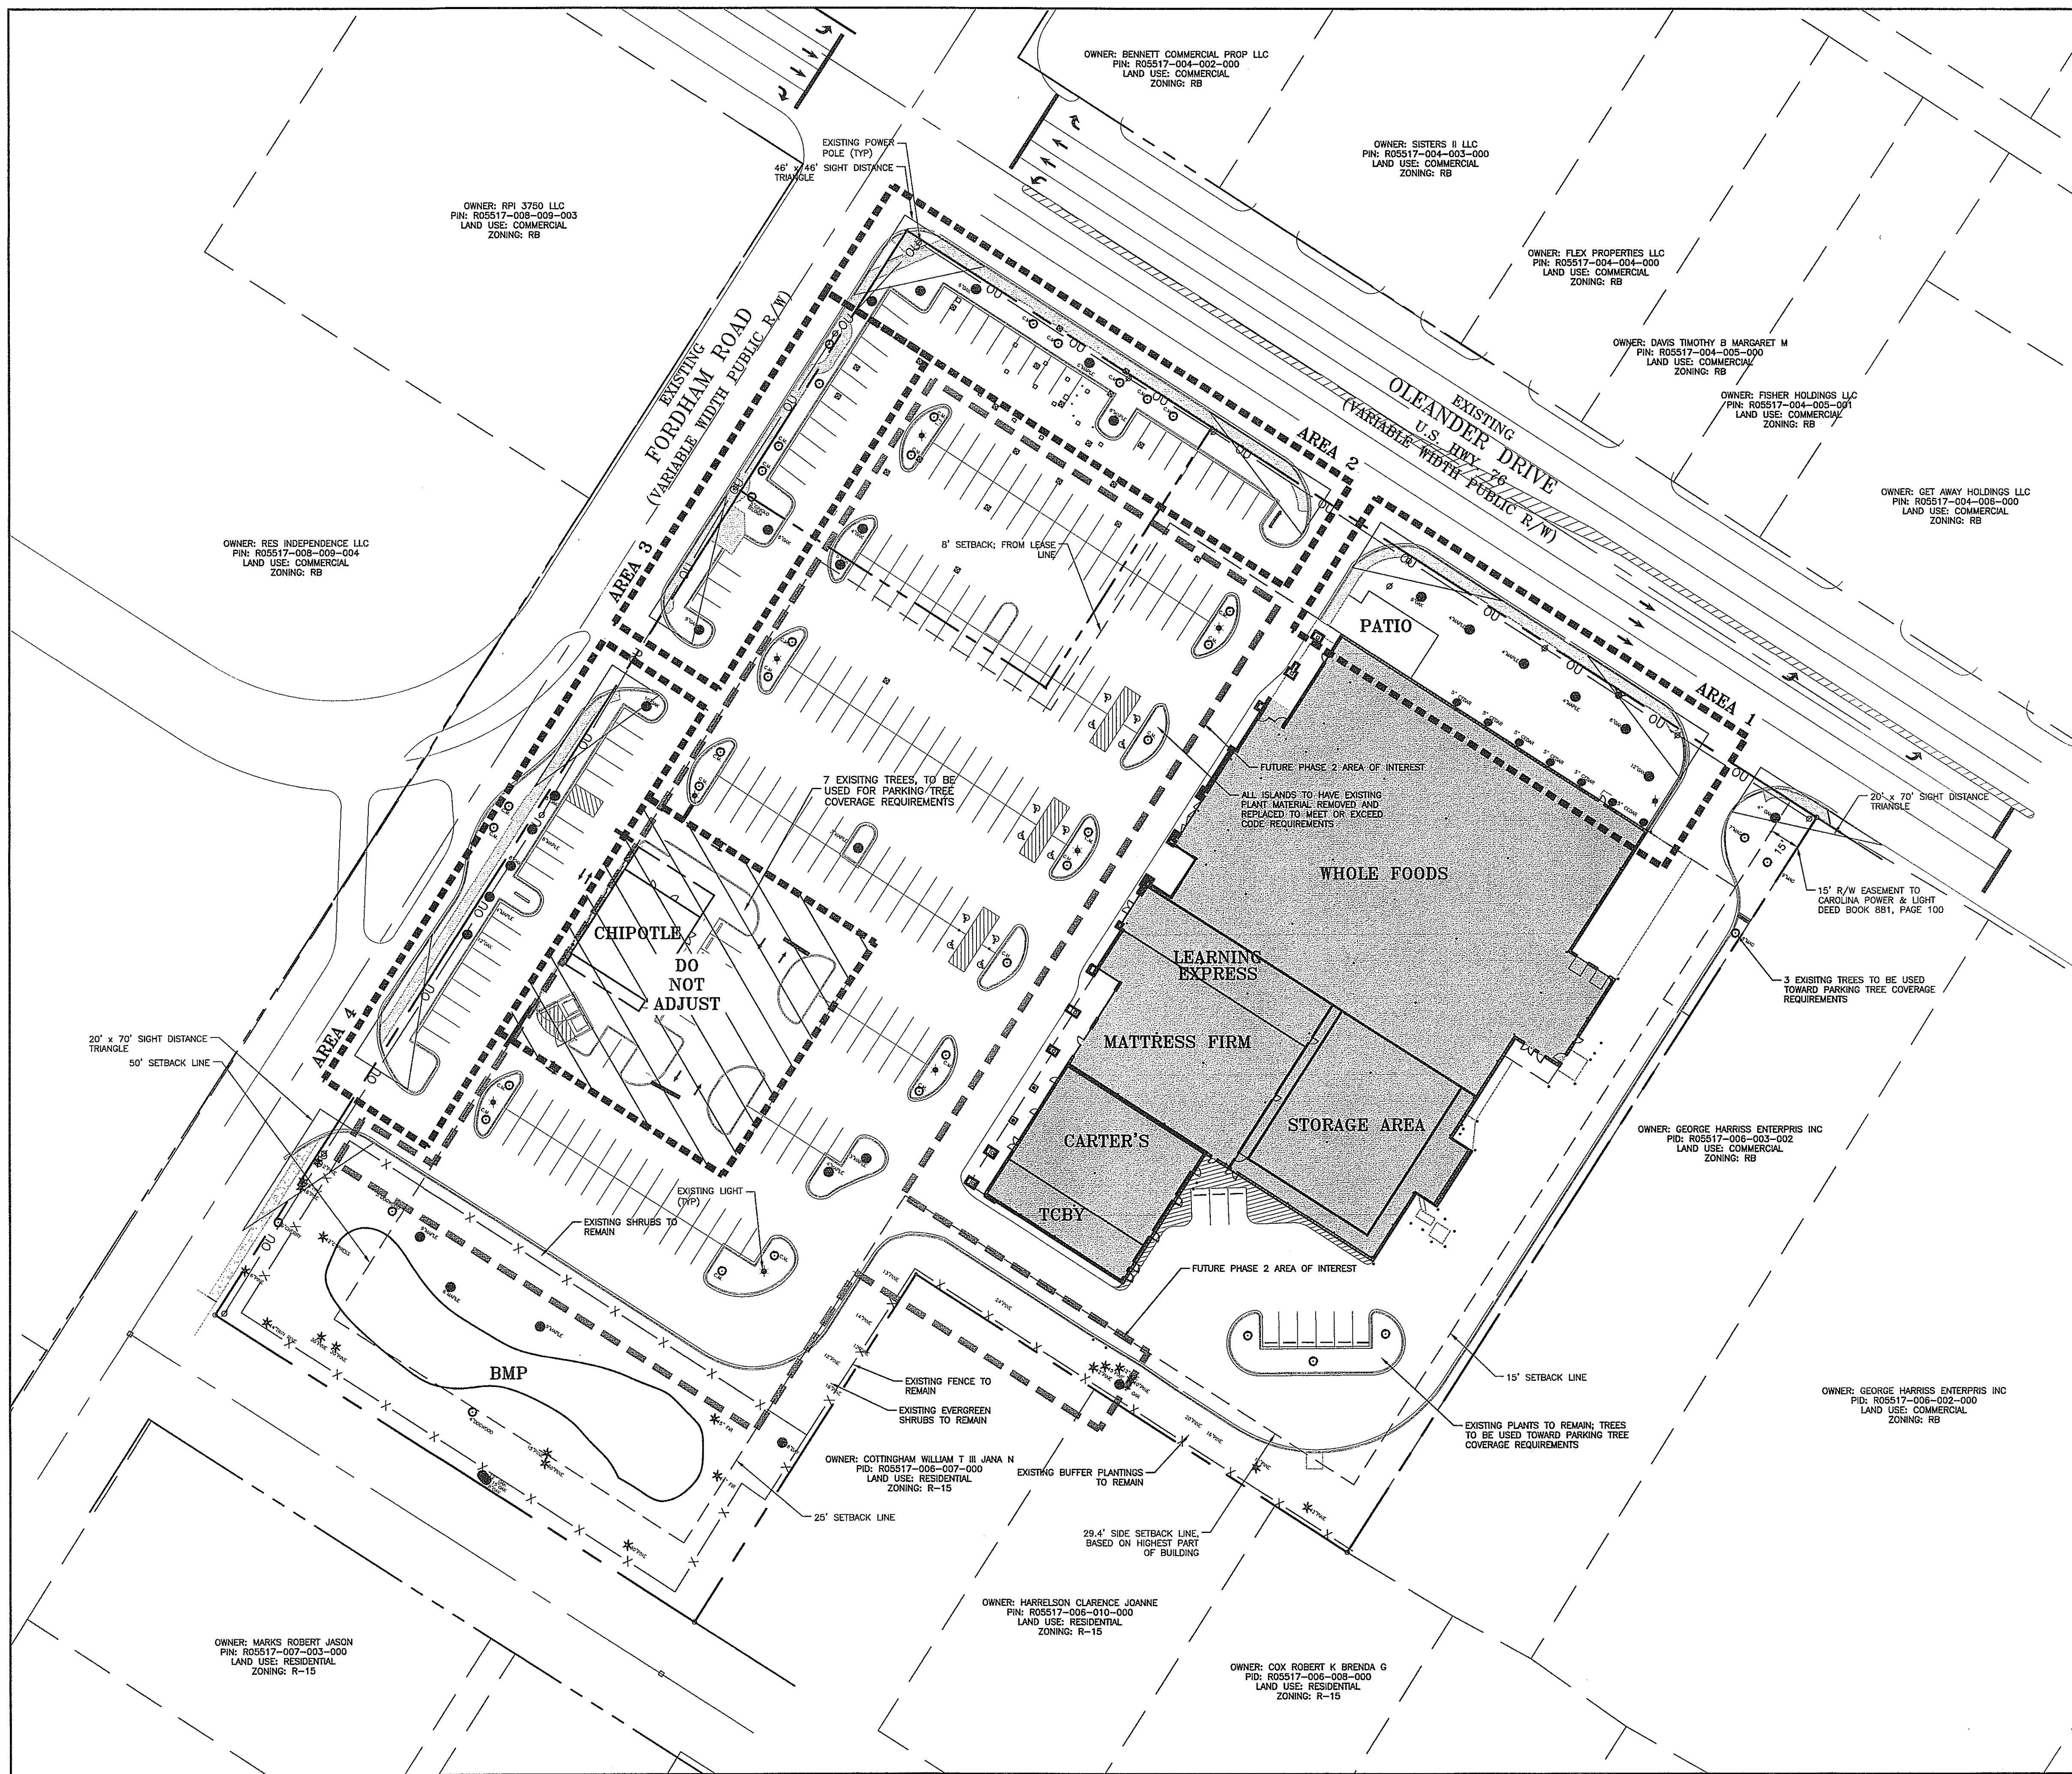 OWNER: BENNETT COMMERCIAL PROP LLC
PIN: R05517-004-002-000
LAND USE: COMMERCIAL
ZONING: RB
OWNER: SISTERS II LLC
PIN: R05517-004-003-000
LAND USE: COMMERCIAL
ZONING: RB
EXISTING POWER
POLE (TYP)
46' x 46' SIGHT DISTANCE
TRIANGLE
OWNER: RPI 3750 LLC
PIN: R05517-008-009-003
LAND USE: COMMERCIAL
ZONING: RB
OWNER: FLEX PROPERTIES LLC
PIN: R05517-004-004-000
LAND USE: COMMERCIAL
ZONING: RB
OWNER: DAVIS TIMOTHY B MARGARET M
PIN: R05517-004-005-000
LAND USE: COMMERCIAL
ZONING: RB
OWNER: FISHER HOLDINGS LLC
PIN: R05517-004-005-001
LAND USE: COMMERCIAL
ZONING: RB
OWNER: GET AWAY HOLDINGS LLC
PIN: R05517-004-006-000
LAND USE: COMMERCIAL
ZONING: RB
EXISTING
FORDHAM ROAD
(VARIABLE WIDTH PUBLIC R/W)
EXISTING
OLEANDER DRIVE
U.S. HWY 76
(VARIABLE WIDTH PUBLIC R/W)
AREA 2
AREA 3
OWNER: RES INDEPENDENCE LLC
PIN: R05517-008-009-004
LAND USE: COMMERCIAL
ZONING: RB
8' SETBACK; FROM LEASE
LINE
PATIO
AREA 1
FUTURE PHASE 2 AREA OF INTEREST
7 EXISITNG TREES, TO BE
USED FOR PARKING TREE
COVERAGE REQUIREMENTS
ALL ISLANDS TO HAVE EXISTING
PLANT MATERIAL REMOVED AND
REPLACED TO MEET OR EXCEED
CODE REQUIREMENTS
20' x 70' SIGHT DISTANCE
TRIANGLE
15'
WHOLE FOODS
15' R/W EASEMENT TO
CAROLINA POWER & LIGHT
DEED BOOK 881, PAGE 100
CHIPOTLE
DO
NOT
ADJUST
LEARNING
EXPRESS
3 EXISITNG TREES TO BE USED
TOWARD PARKING TREE COVERAGE
REQUIREMENTS
AREA 4
20' x 70' SIGHT DISTANCE
TRIANGLE
50' SETBACK LINE
MATTRESS FIRM
STORAGE AREA
CARTER'S
TCBY
OWNER: GEORGE HARRISS ENTERPRIS INC
PID: R05517-006-003-002
LAND USE: COMMERCIAL
ZONING: RB
EXISTING LIGHT
(TYP)
EXISTING SHRUBS TO
REMAIN
FUTURE PHASE 2 AREA OF INTEREST
BMP
EXISTING FENCE TO
REMAIN
EXISTING EVERGREEN
SHRUBS TO REMAIN
15' SETBACK LINE
OWNER: GEORGE HARRISS ENTERPRIS INC
PID: R05517-006-002-000
LAND USE: COMMERCIAL
ZONING: RB
EXISTING PLANTS TO REMAIN; TREES
TO BE USED TOWARD PARKING TREE
COVERAGE REQUIREMENTS
OWNER: COTTINGHAM WILLIAM T III JANA N
PID: R05517-006-007-000
LAND USE: RESIDENTIAL
ZONING: R-15
EXISTING BUFFER PLANTINGS
TO REMAIN
25' SETBACK LINE
29.4' SIDE SETBACK LINE,
BASED ON HIGHEST PART
OF BUILDING
OWNER: HARRELSON CLARENCE JOANNE
PIN: R05517-006-010-000
LAND USE: RESIDENTIAL
ZONING: R-15
OWNER: MARKS ROBERT JASON
PIN: R05517-007-003-000
LAND USE: RESIDENTIAL
ZONING: R-15
OWNER: COX ROBERT K BRENDA G
PID: R05517-006-008-000
LAND USE: RESIDENTIAL
ZONING: R-15